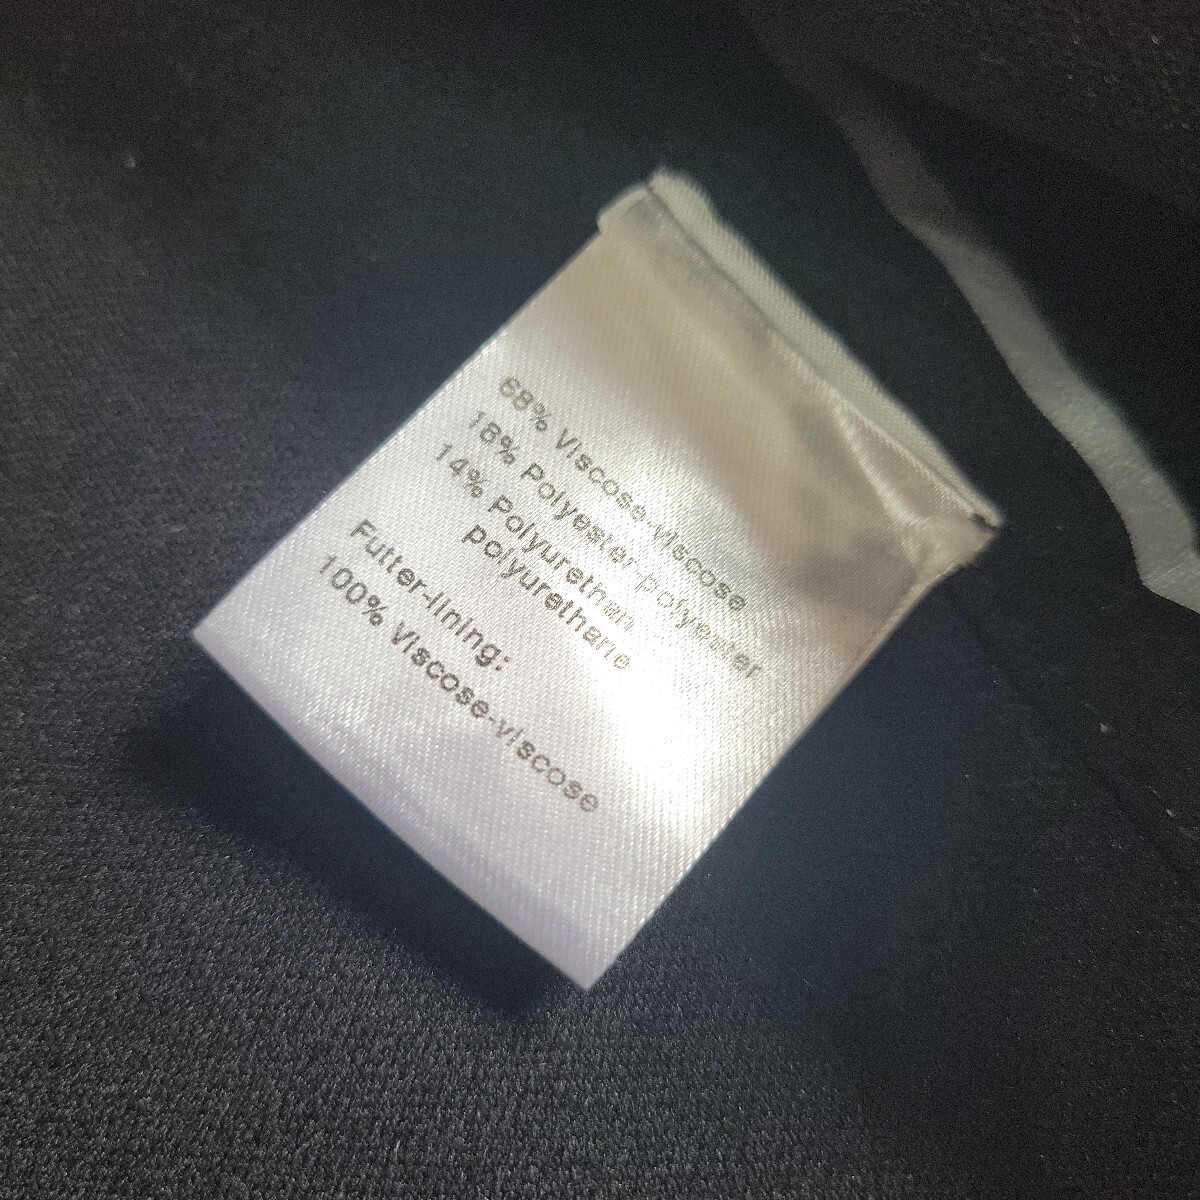 68% Viscose-viscose
18% Polyester-polyester
14% Polyurethan
polyurethane
Futter-lining:
100% Viscose-viscose